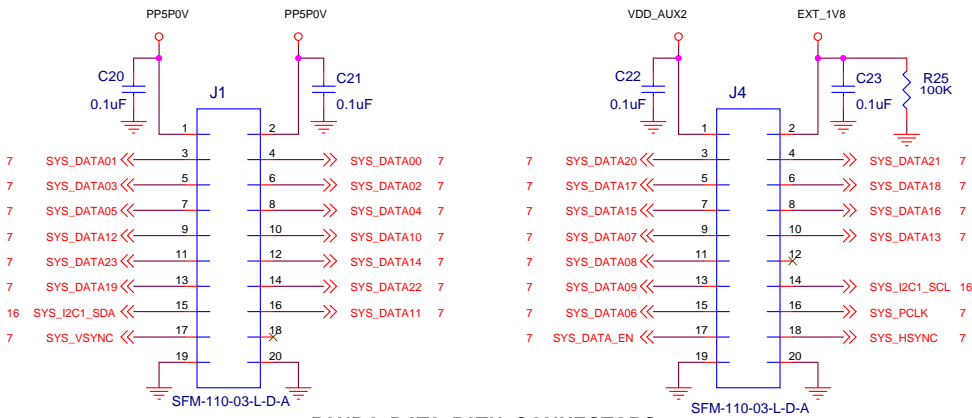 PP5P0V PP5P0V VDD_AUX2 EXT_1V8
C20 C21 C22 C23 R25
0.1uF J1 0.1uF 0.1uF J4 0.1uF 100K
1 2 1 2
7 SYS_DATA01 3 4 SYS_DATA00 7 7 SYS_DATA20 3 4 SYS_DATA21 7
7 SYS_DATA03 5 6 SYS_DATA02 7 7 SYS_DATA17 5 6 SYS_DATA18 7
7 SYS_DATA05 7 8 SYS_DATA04 7 7 SYS_DATA15 7 8 SYS_DATA16 7
7 SYS_DATA12 9 10 SYS_DATA10 7 7 SYS_DATA07 9 10 SYS_DATA13 7
7 SYS_DATA23 11 12 SYS_DATA14 7 7 SYS_DATA08 11 12
7 SYS_DATA19 13 14 SYS_DATA22 7 7 SYS_DATA09 13 14 SYS_I2C1_SCL 16
16 SYS_I2C1_SDA 15 16 SYS_DATA11 7 7 SYS_DATA06 15 16 SYS_PCLK 7
7 SYS_VSYNC 17 18 7 SYS_DATA_EN 17 18 SYS_HSYNC 7
19 20 19 20
SFM-110-03-L-D-A SFM-110-03-L-D-A